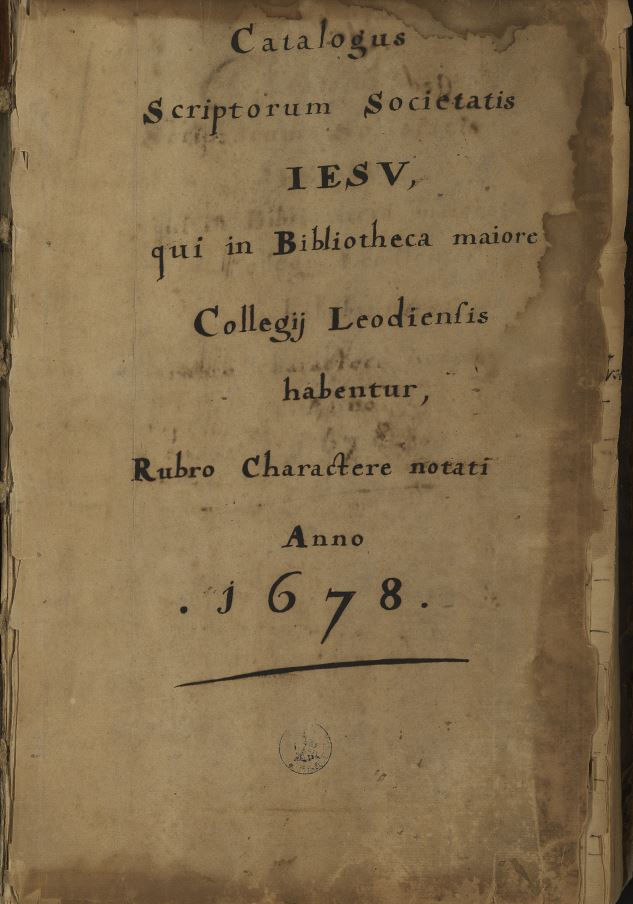 Catalogus
Scriptorum Societatis
IESV,
qui in Bibliotheca maiore
Collegij Leodienſis
habentur,
Rubro Charactere notati
Anno
.1678.